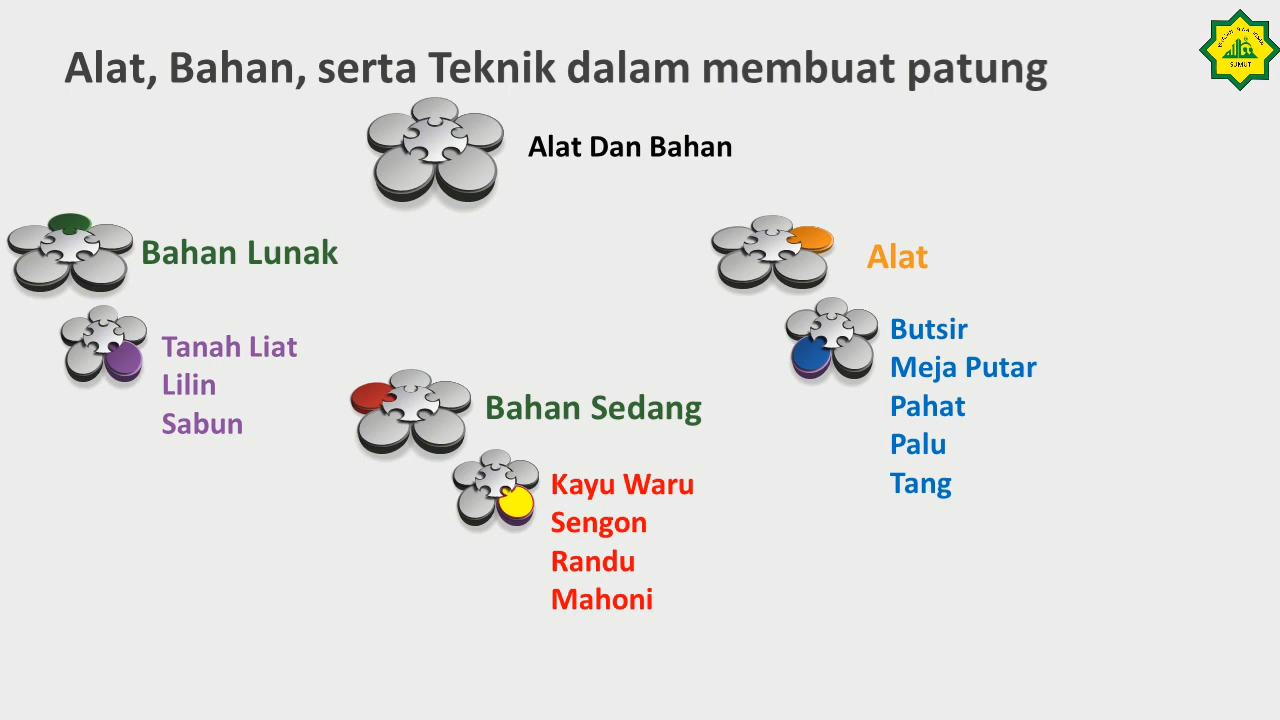 Alat, Bahan, serta Teknik dalam membuat patung
Alat Dan Bahan
Bahan Lunak
Tanah Liat
Lilin
Sabun
Bahan Sedang
Kayu Waru
Sengon
Randu
Mahoni
Alat
Butsir
Meja Putar
Pahat
Palu
Tang
SUMUT